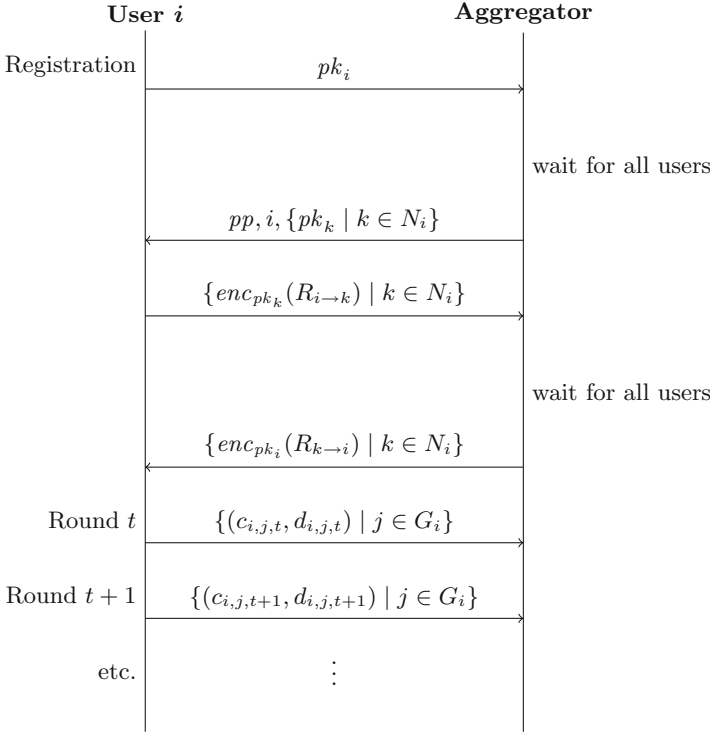 User i Aggregator
Registration pk_i
wait for all users
pp, i, {pk_k | k ∈ N_i}
{enc_{pk_k}(R_{i→k}) | k ∈ N_i}
wait for all users
{enc_{pk_i}(R_{k→i}) | k ∈ N_i}
Round t {(c_{i,j,t}, d_{i,j,t}) | j ∈ G_i}
Round t + 1 {(c_{i,j,t+1}, d_{i,j,t+1}) | j ∈ G_i}
etc. ⋮